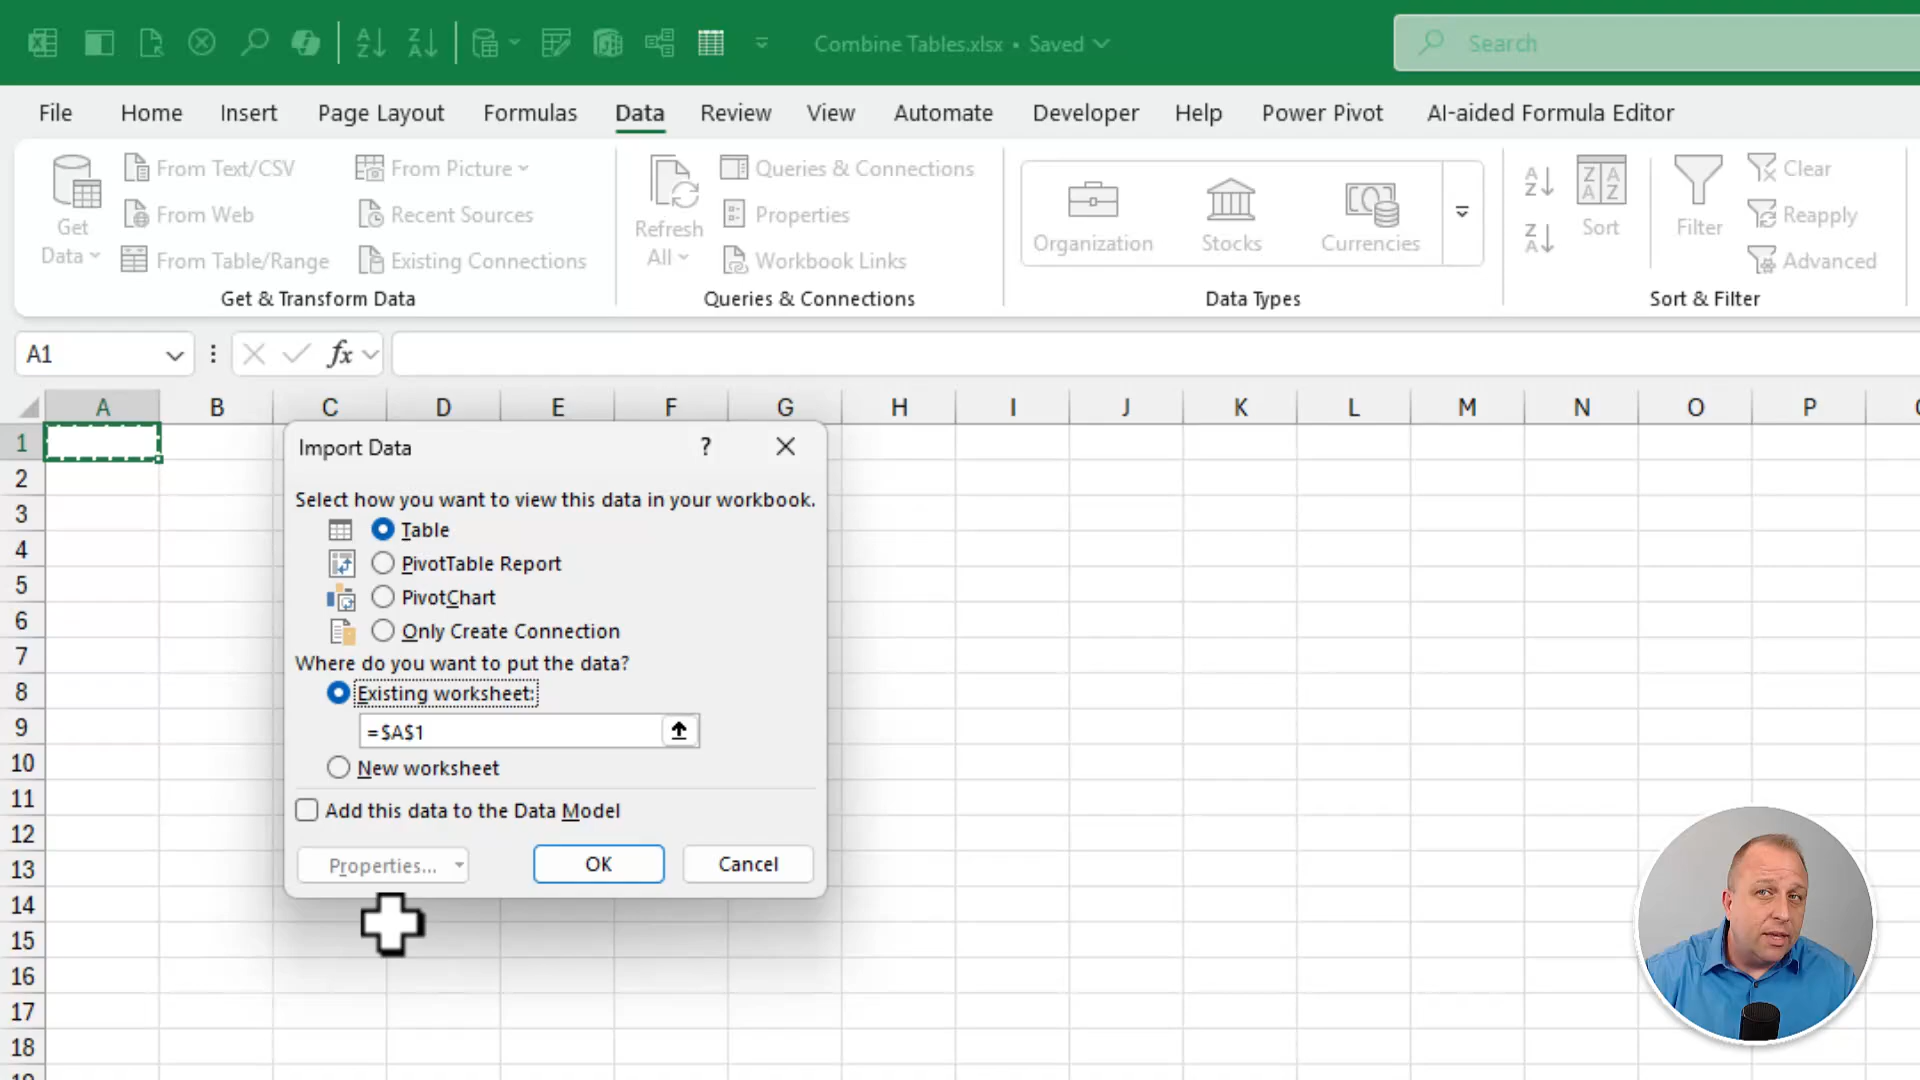 Combine Tables.xlsx • Saved
Search
File Home Insert Page Layout Formulas Data Review View Automate Developer Help Power Pivot AI-aided Formula Editor
Get Data
From Text/CSV
From Web
From Table/Range
From Picture
Recent Sources
Existing Connections
Get & Transform Data
Refresh All
Queries & Connections
Properties
Workbook Links
Queries & Connections
Organization
Stocks
Currencies
Data Types
Sort
Filter
Clear
Reapply
Advanced
Sort & Filter
A1
fx
A B C D E F G H I J K L M N O P
1
2
3
4
5
6
7
8
9
10
11
12
13
14
15
16
17
18
Import Data ?
Select how you want to view this data in your workbook.
Table
PivotTable Report
PivotChart
Only Create Connection
Where do you want to put the data?
Existing worksheet:
=$A$1
New worksheet
Add this data to the Data Model
Properties...
OK
Cancel